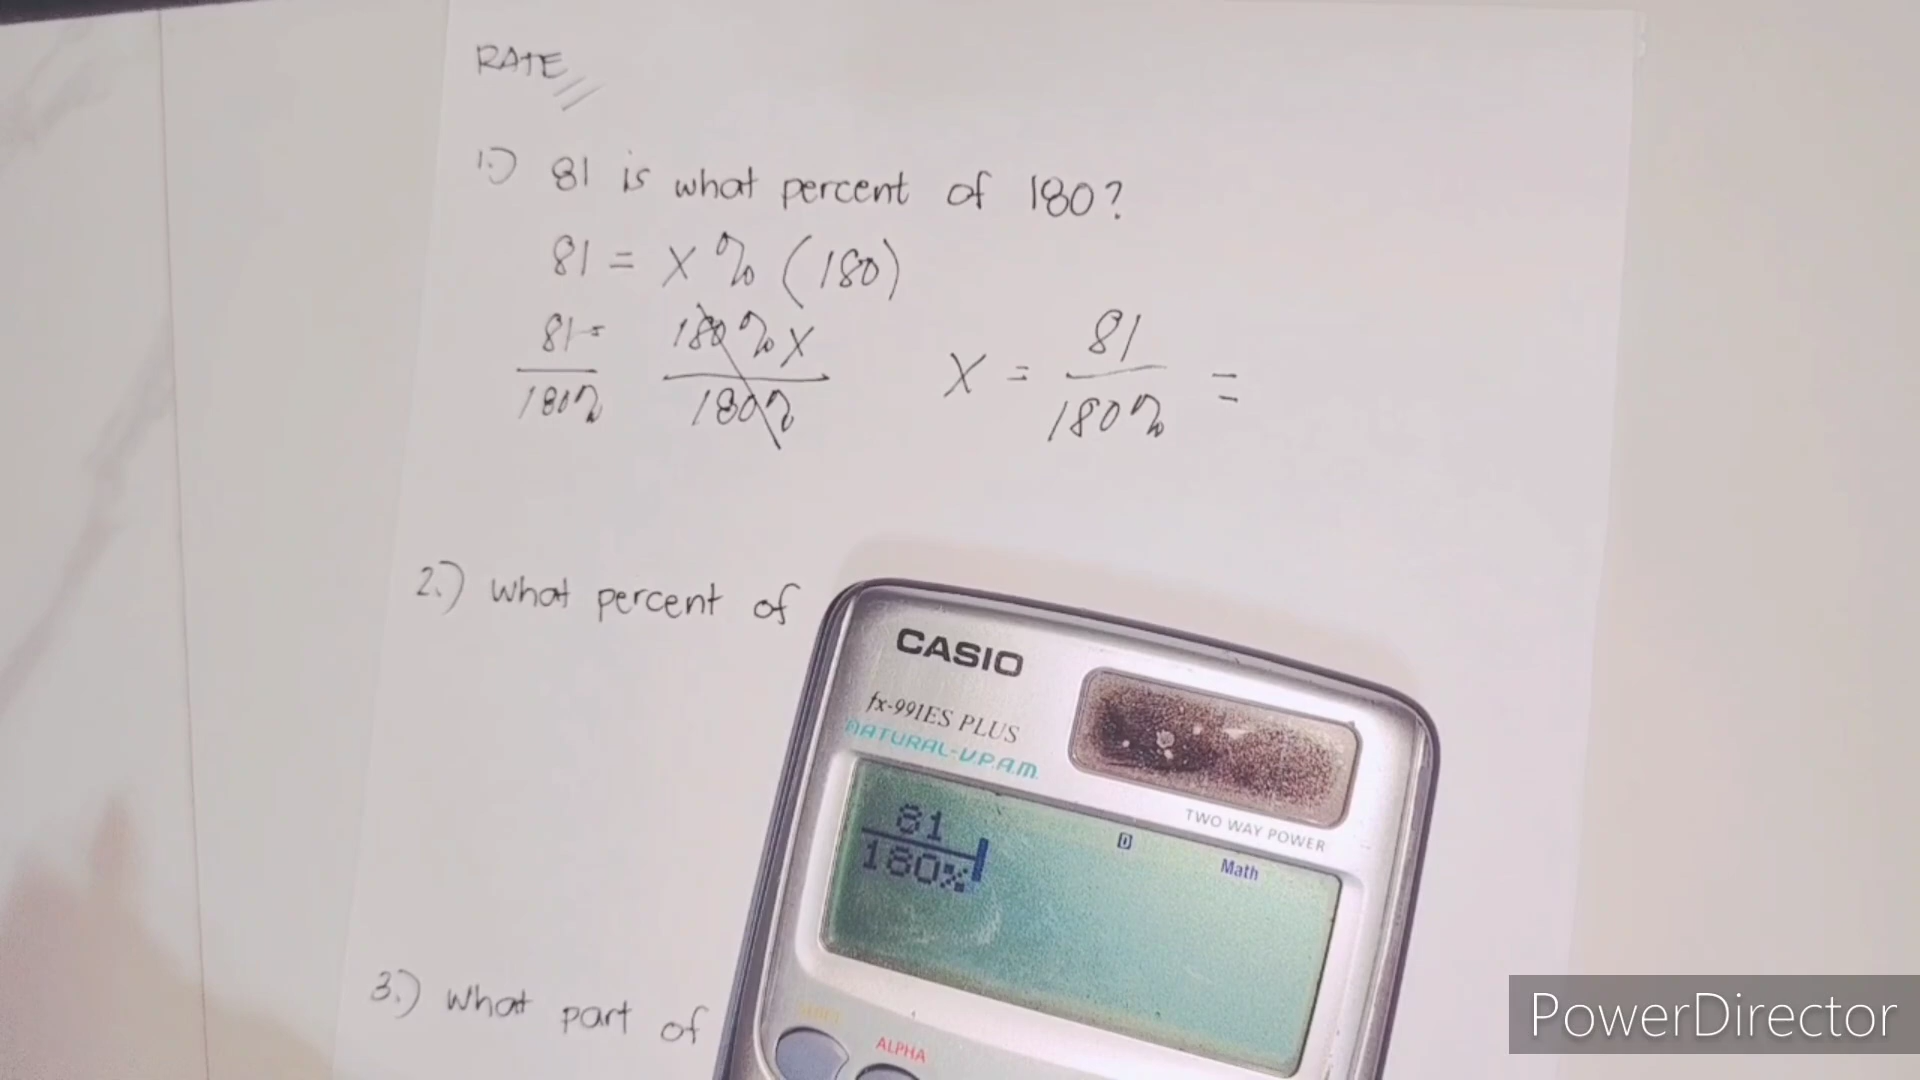 RATE
1.) 81 is what percent of 180?
81 = x % (180)
81 = 180 % x
180% 180%
x = 81 =
180%
2.) What percent of
CASIO
fx-991ES PLUS
NATURAL-V.P.A.M.
TWO WAY POWER
D Math
81
180%
3.) What part of
SHIFT
ALPHA
PowerDirector